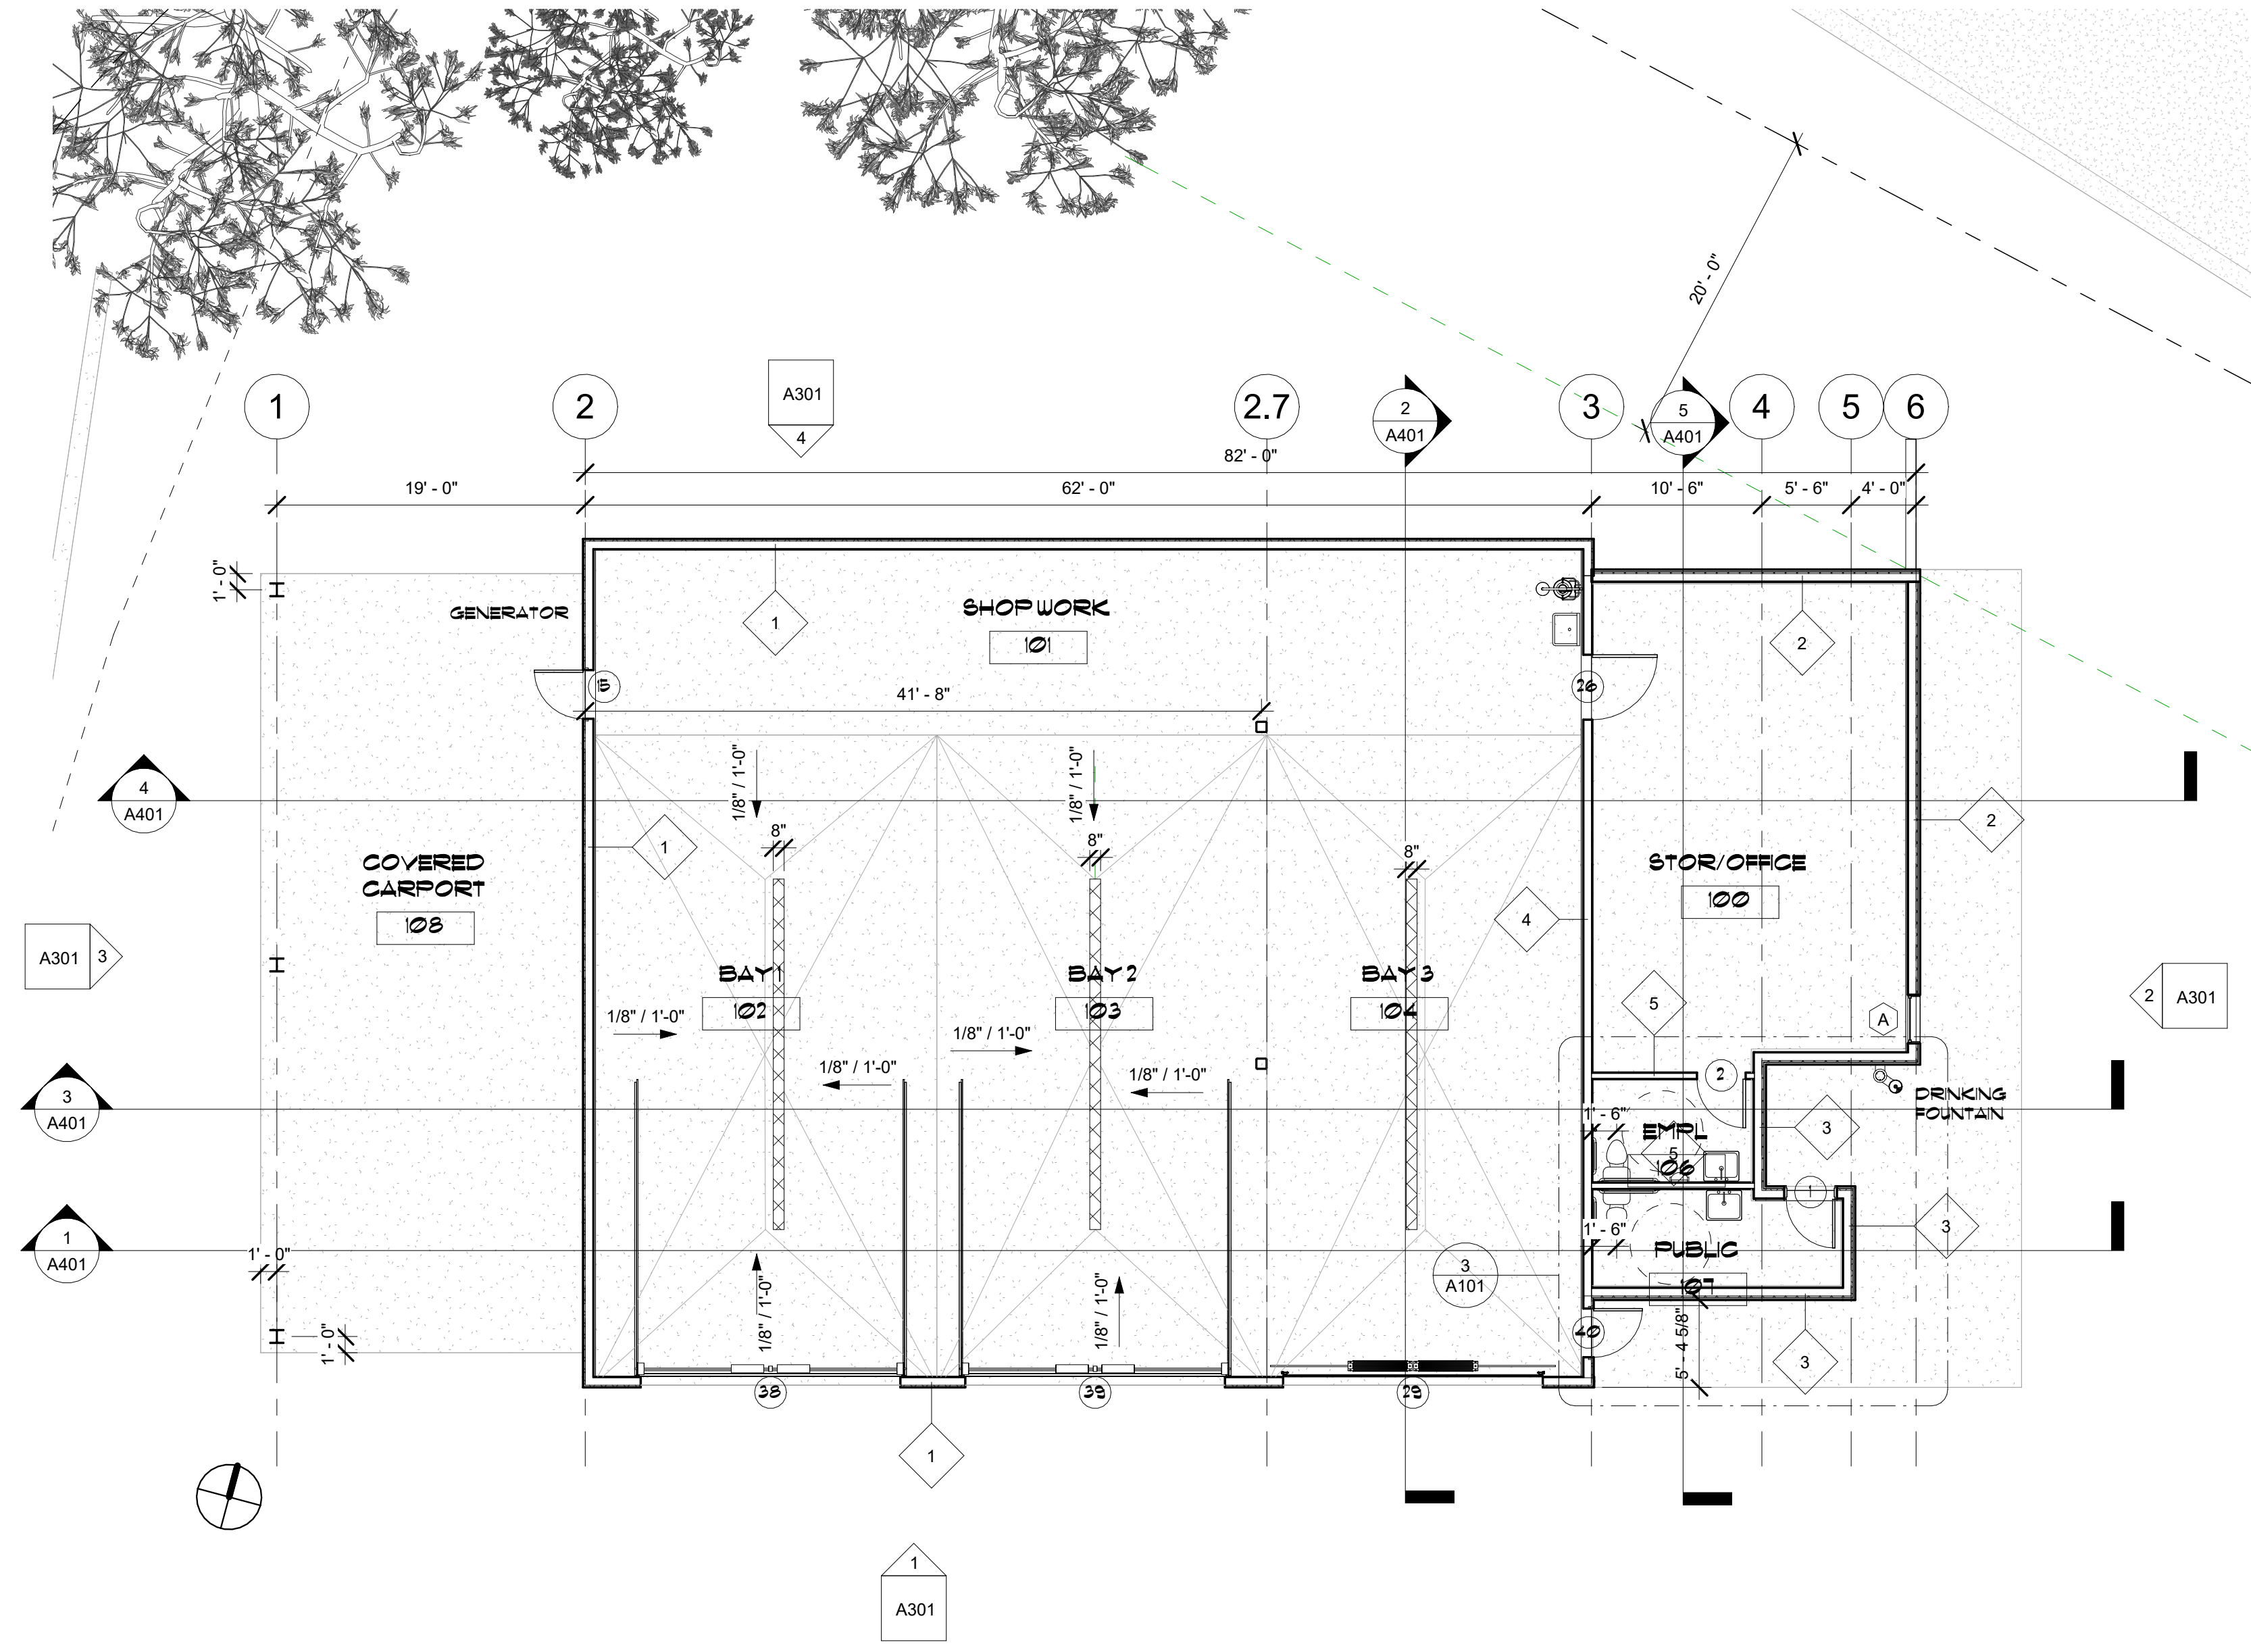 20' - 0"
1
2
2.7
3
4
5
6
A301
4
2
A401
5
A401
82' - 0"
19' - 0"
62' - 0"
10' - 6"
5' - 6"
4' - 0"
1' - 0"
GENERATOR
SHOP WORK
101
1
2
26
41' - 8"
1/8" / 1'-0"
1/8" / 1'-0"
4
A401
8"
8"
8"
1
2
COVERED
CARPORT
108
STOR/OFFICE
100
4
A301
3
BAY 1
102
BAY 2
103
BAY 3
104
5
A
2
A301
1/8" / 1'-0"
1/8" / 1'-0"
1/8" / 1'-0"
1/8" / 1'-0"
2
DRINKING
FOUNTAIN
3
A401
1' - 6"
EMPL
5
106
3
1
1' - 6"
3
1
A401
PUBLIC
107
1' - 0"
3
A101
1/8" / 1'-0"
1/8" / 1'-0"
1' - 0"
40
5' - 4 5/8"
3
38
39
29
1
1
A301